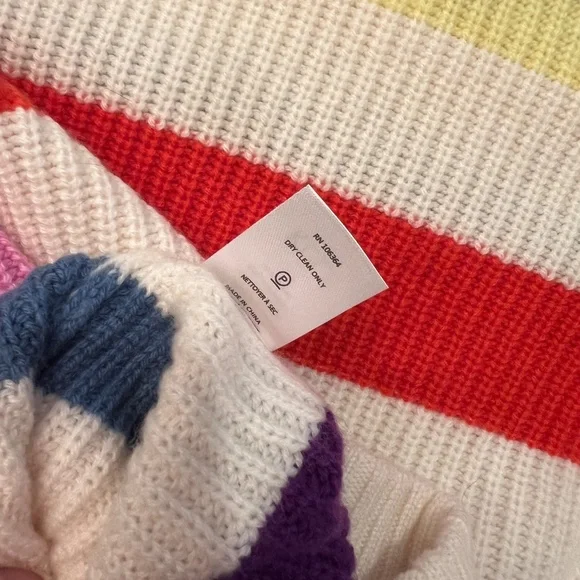 RN 106364
DRY CLEAN ONLY
P
NETTOYER À SEC
MADE IN CHINA